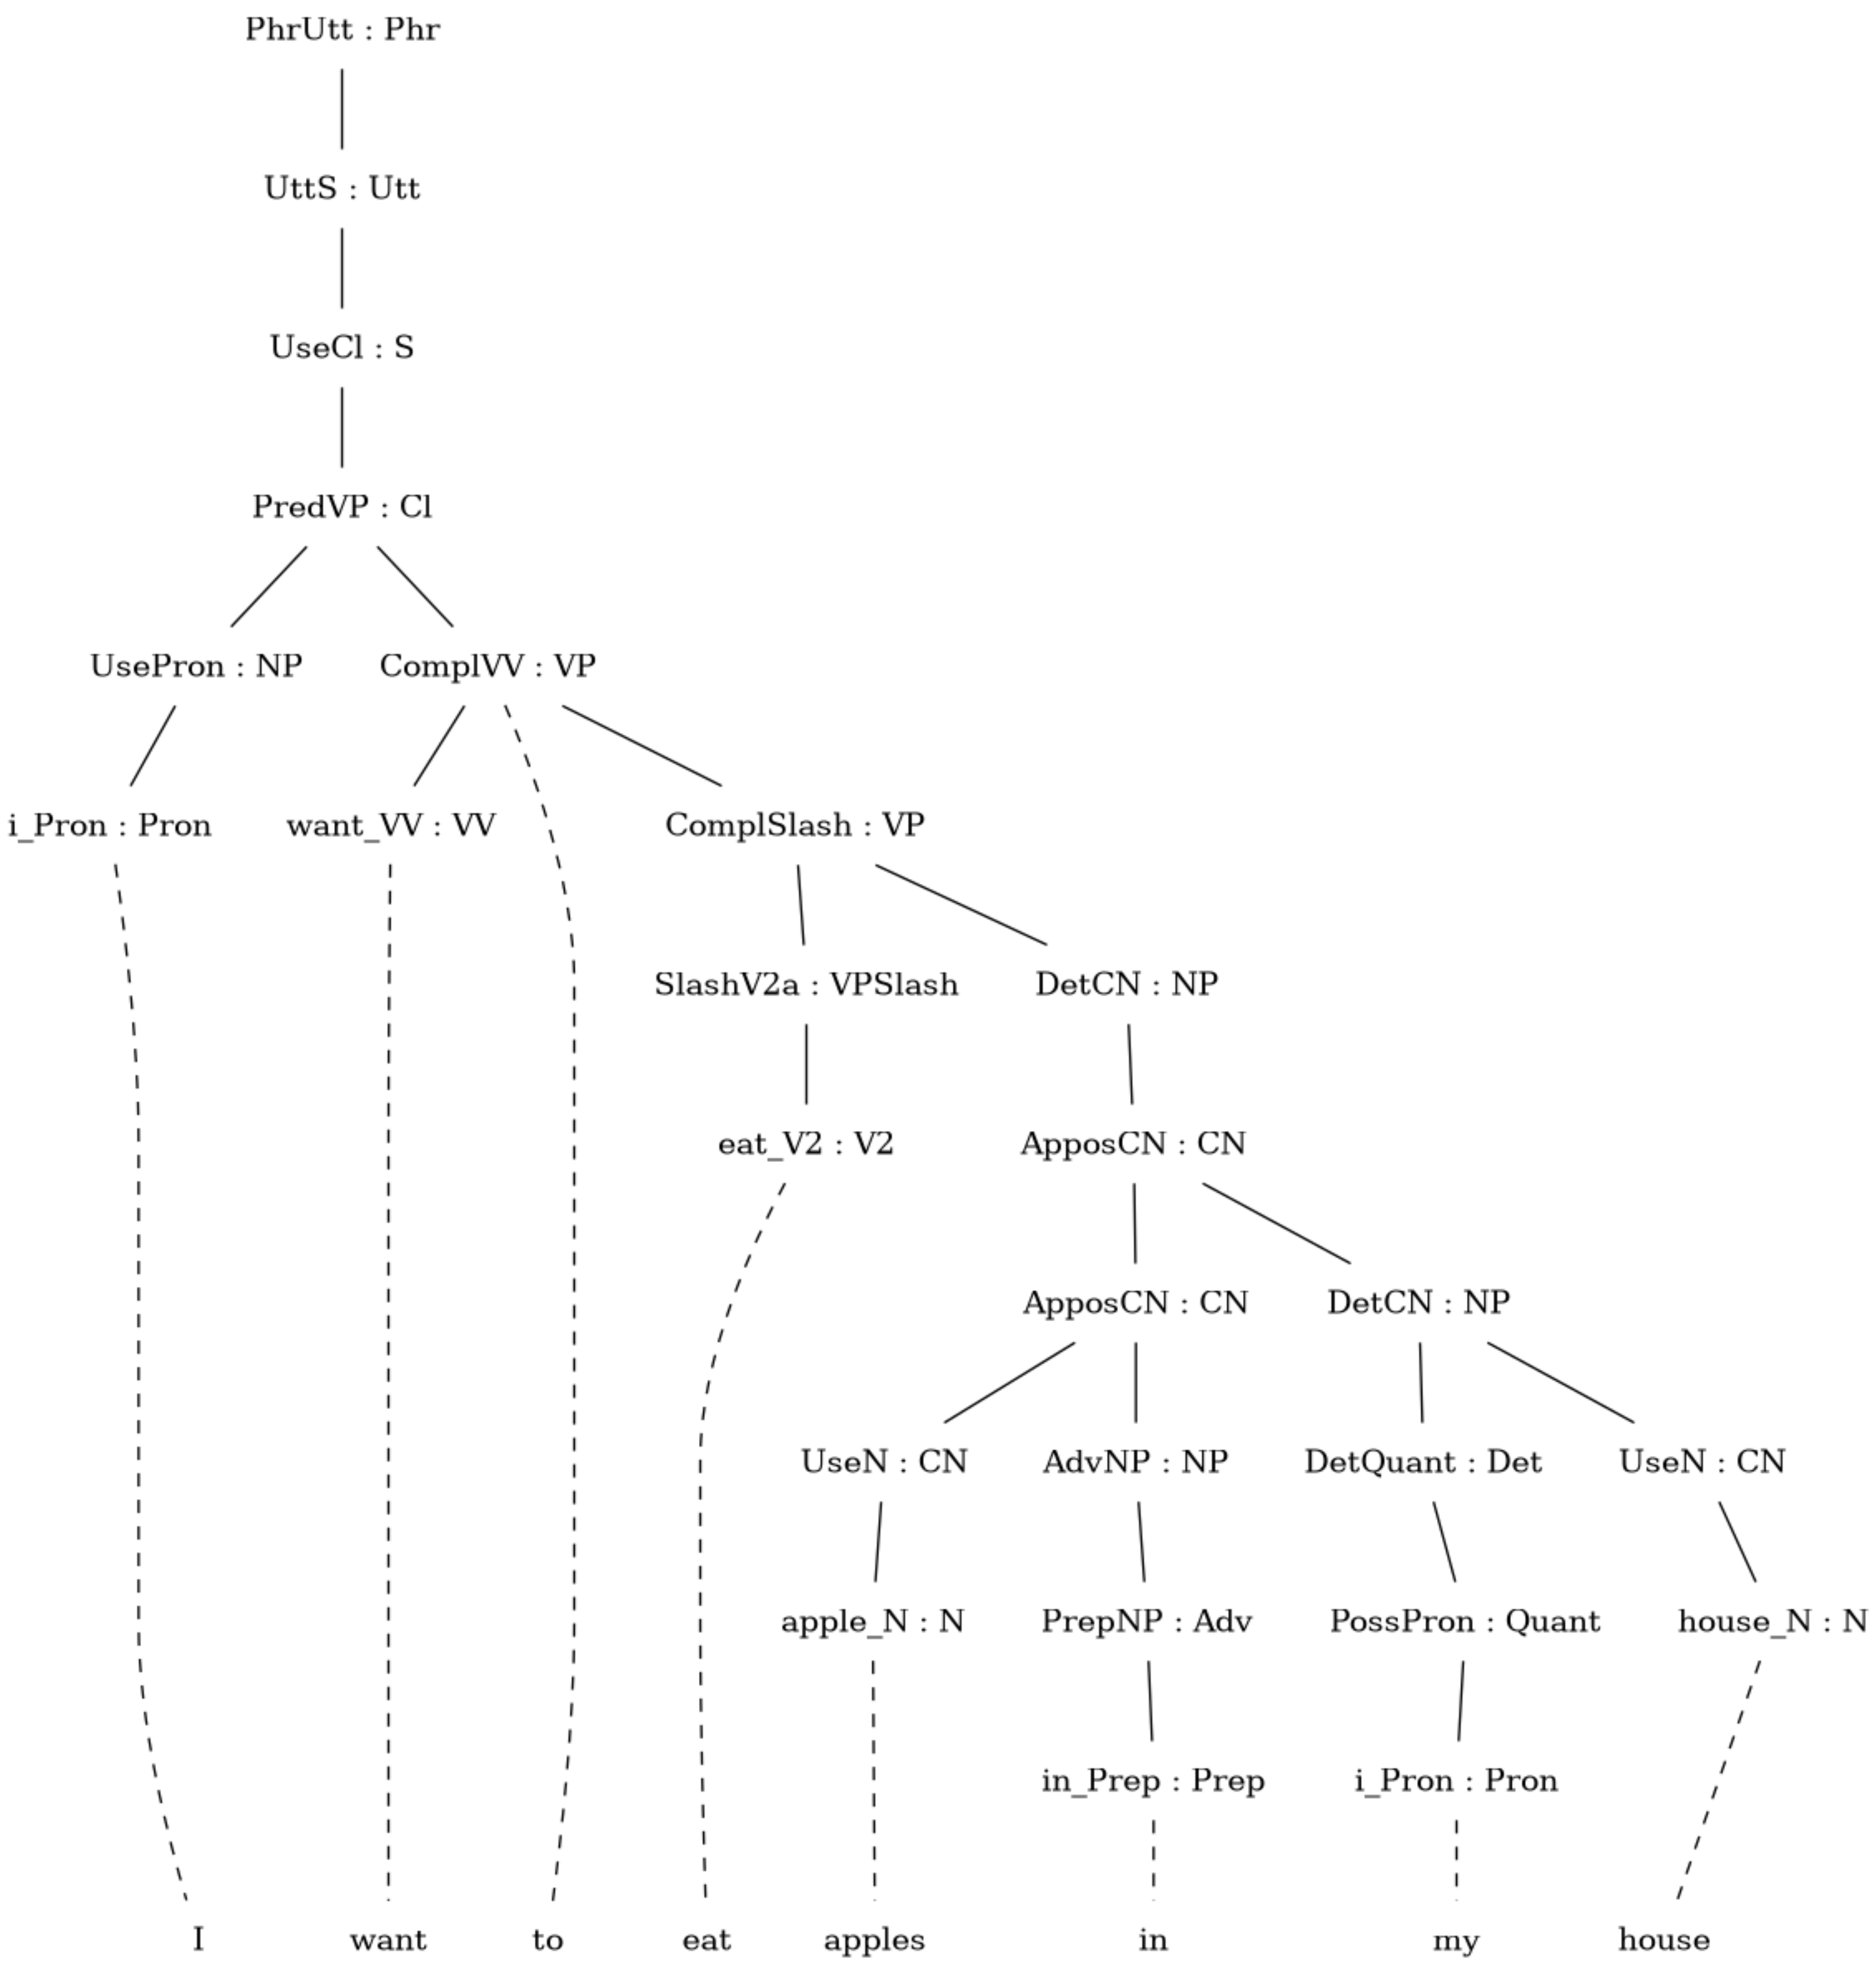 PhrUtt : Phr
UttS : Utt
UseCl : S
PredVP : Cl
UsePron : NP ComplVV : VP
i_Pron : Pron want_VV : VV ComplSlash : VP
SlashV2a : VPSlash DetCN : NP
eat_V2 : V2 ApposCN : CN
ApposCN : CN DetCN : NP
UseN : CN AdvNP : NP DetQuant : Det UseN : CN
apple_N : N PrepNP : Adv PossPron : Quant house_N : N
in_Prep : Prep i_Pron : Pron
I want to eat apples in my house